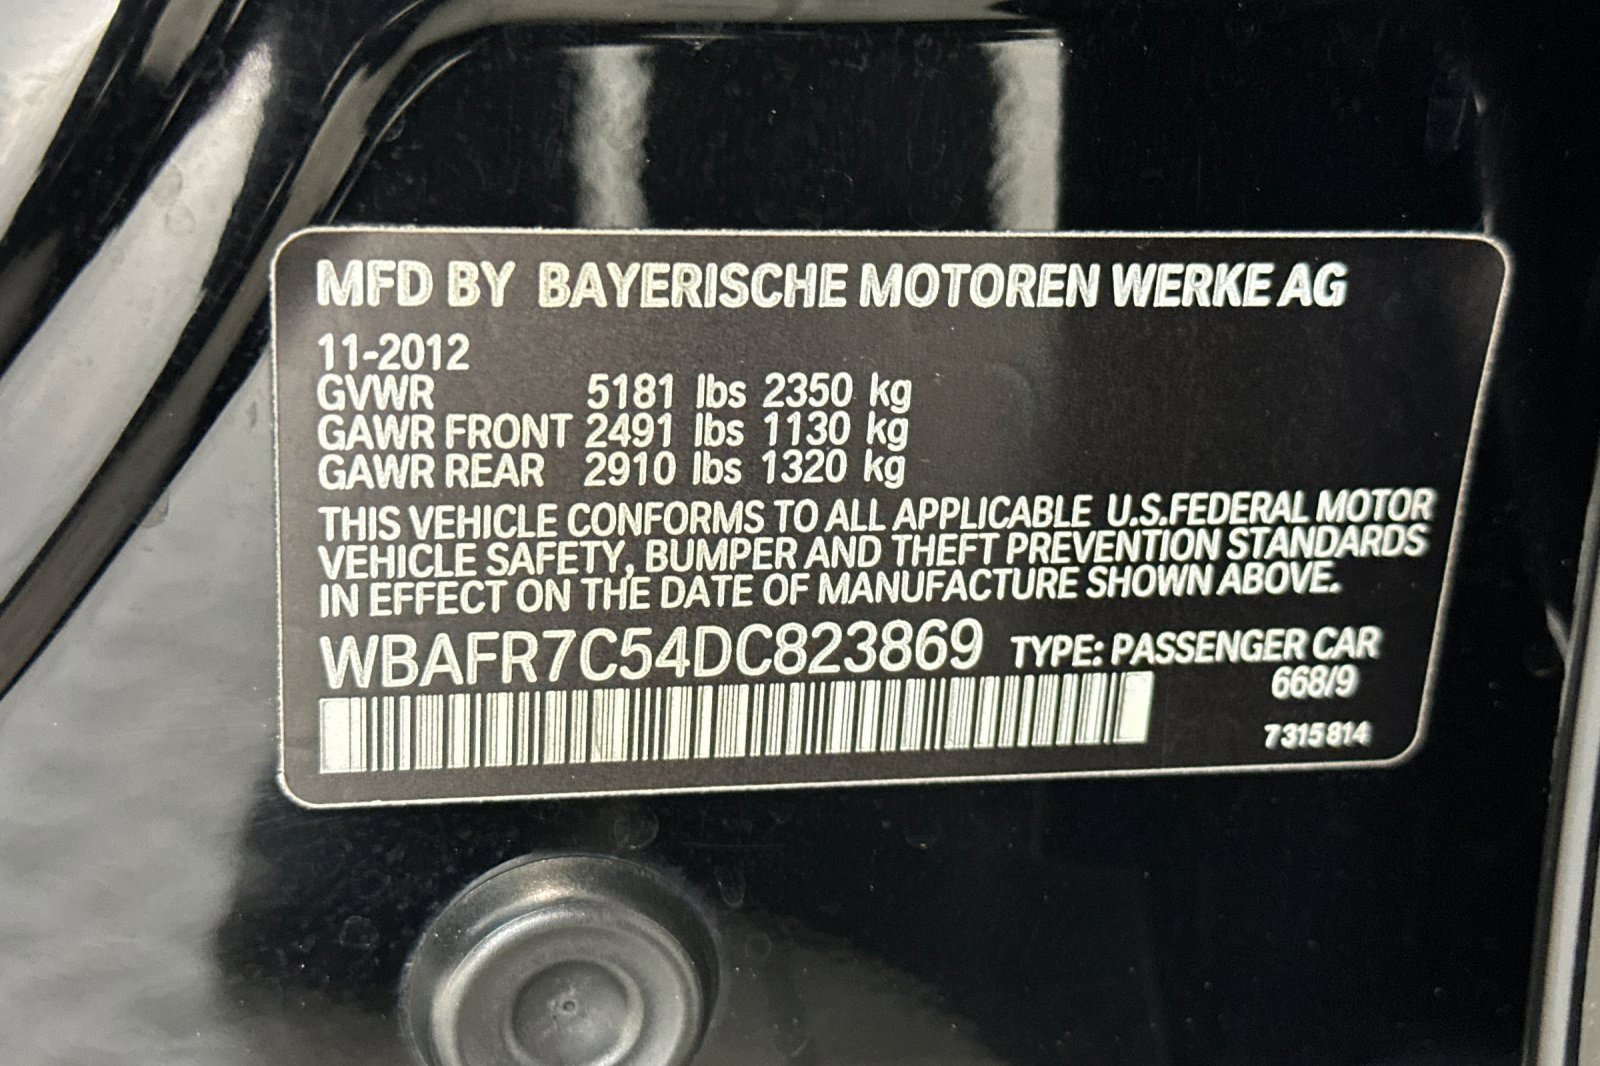 MFD BY BAYERISCHE MOTOREN WERKE AG
11-2012
GVWR 5181 lbs 2350 kg
GAWR FRONT 2491 lbs 1130 kg
GAWR REAR 2910 lbs 1320 kg
THIS VEHICLE CONFORMS TO ALL APPLICABLE U.S.FEDERAL MOTOR
VEHICLE SAFETY, BUMPER AND THEFT PREVENTION STANDARDS
IN EFFECT ON THE DATE OF MANUFACTURE SHOWN ABOVE.
WBAFR7C54DC823869 TYPE: PASSENGER CAR
668/9
7315814